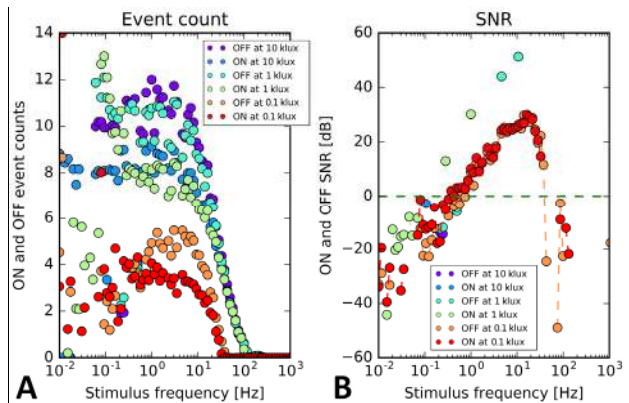 Event count
ON and OFF event counts
14
12
10
8
6
4
2
0
OFF at 10 klux
ON at 10 klux
OFF at 1 klux
ON at 1 klux
OFF at 0.1 klux
ON at 0.1 klux
10⁻² 10⁻¹ 10⁰ 10¹ 10² 10³
A Stimulus frequency [Hz]
SNR
ON and OFF SNR [dB]
60
40
20
0
−20
−40
−60
OFF at 10 klux
ON at 10 klux
OFF at 1 klux
ON at 1 klux
OFF at 0.1 klux
ON at 0.1 klux
10⁻² 10⁻¹ 10⁰ 10¹ 10² 10³
B Stimulus frequency [Hz]